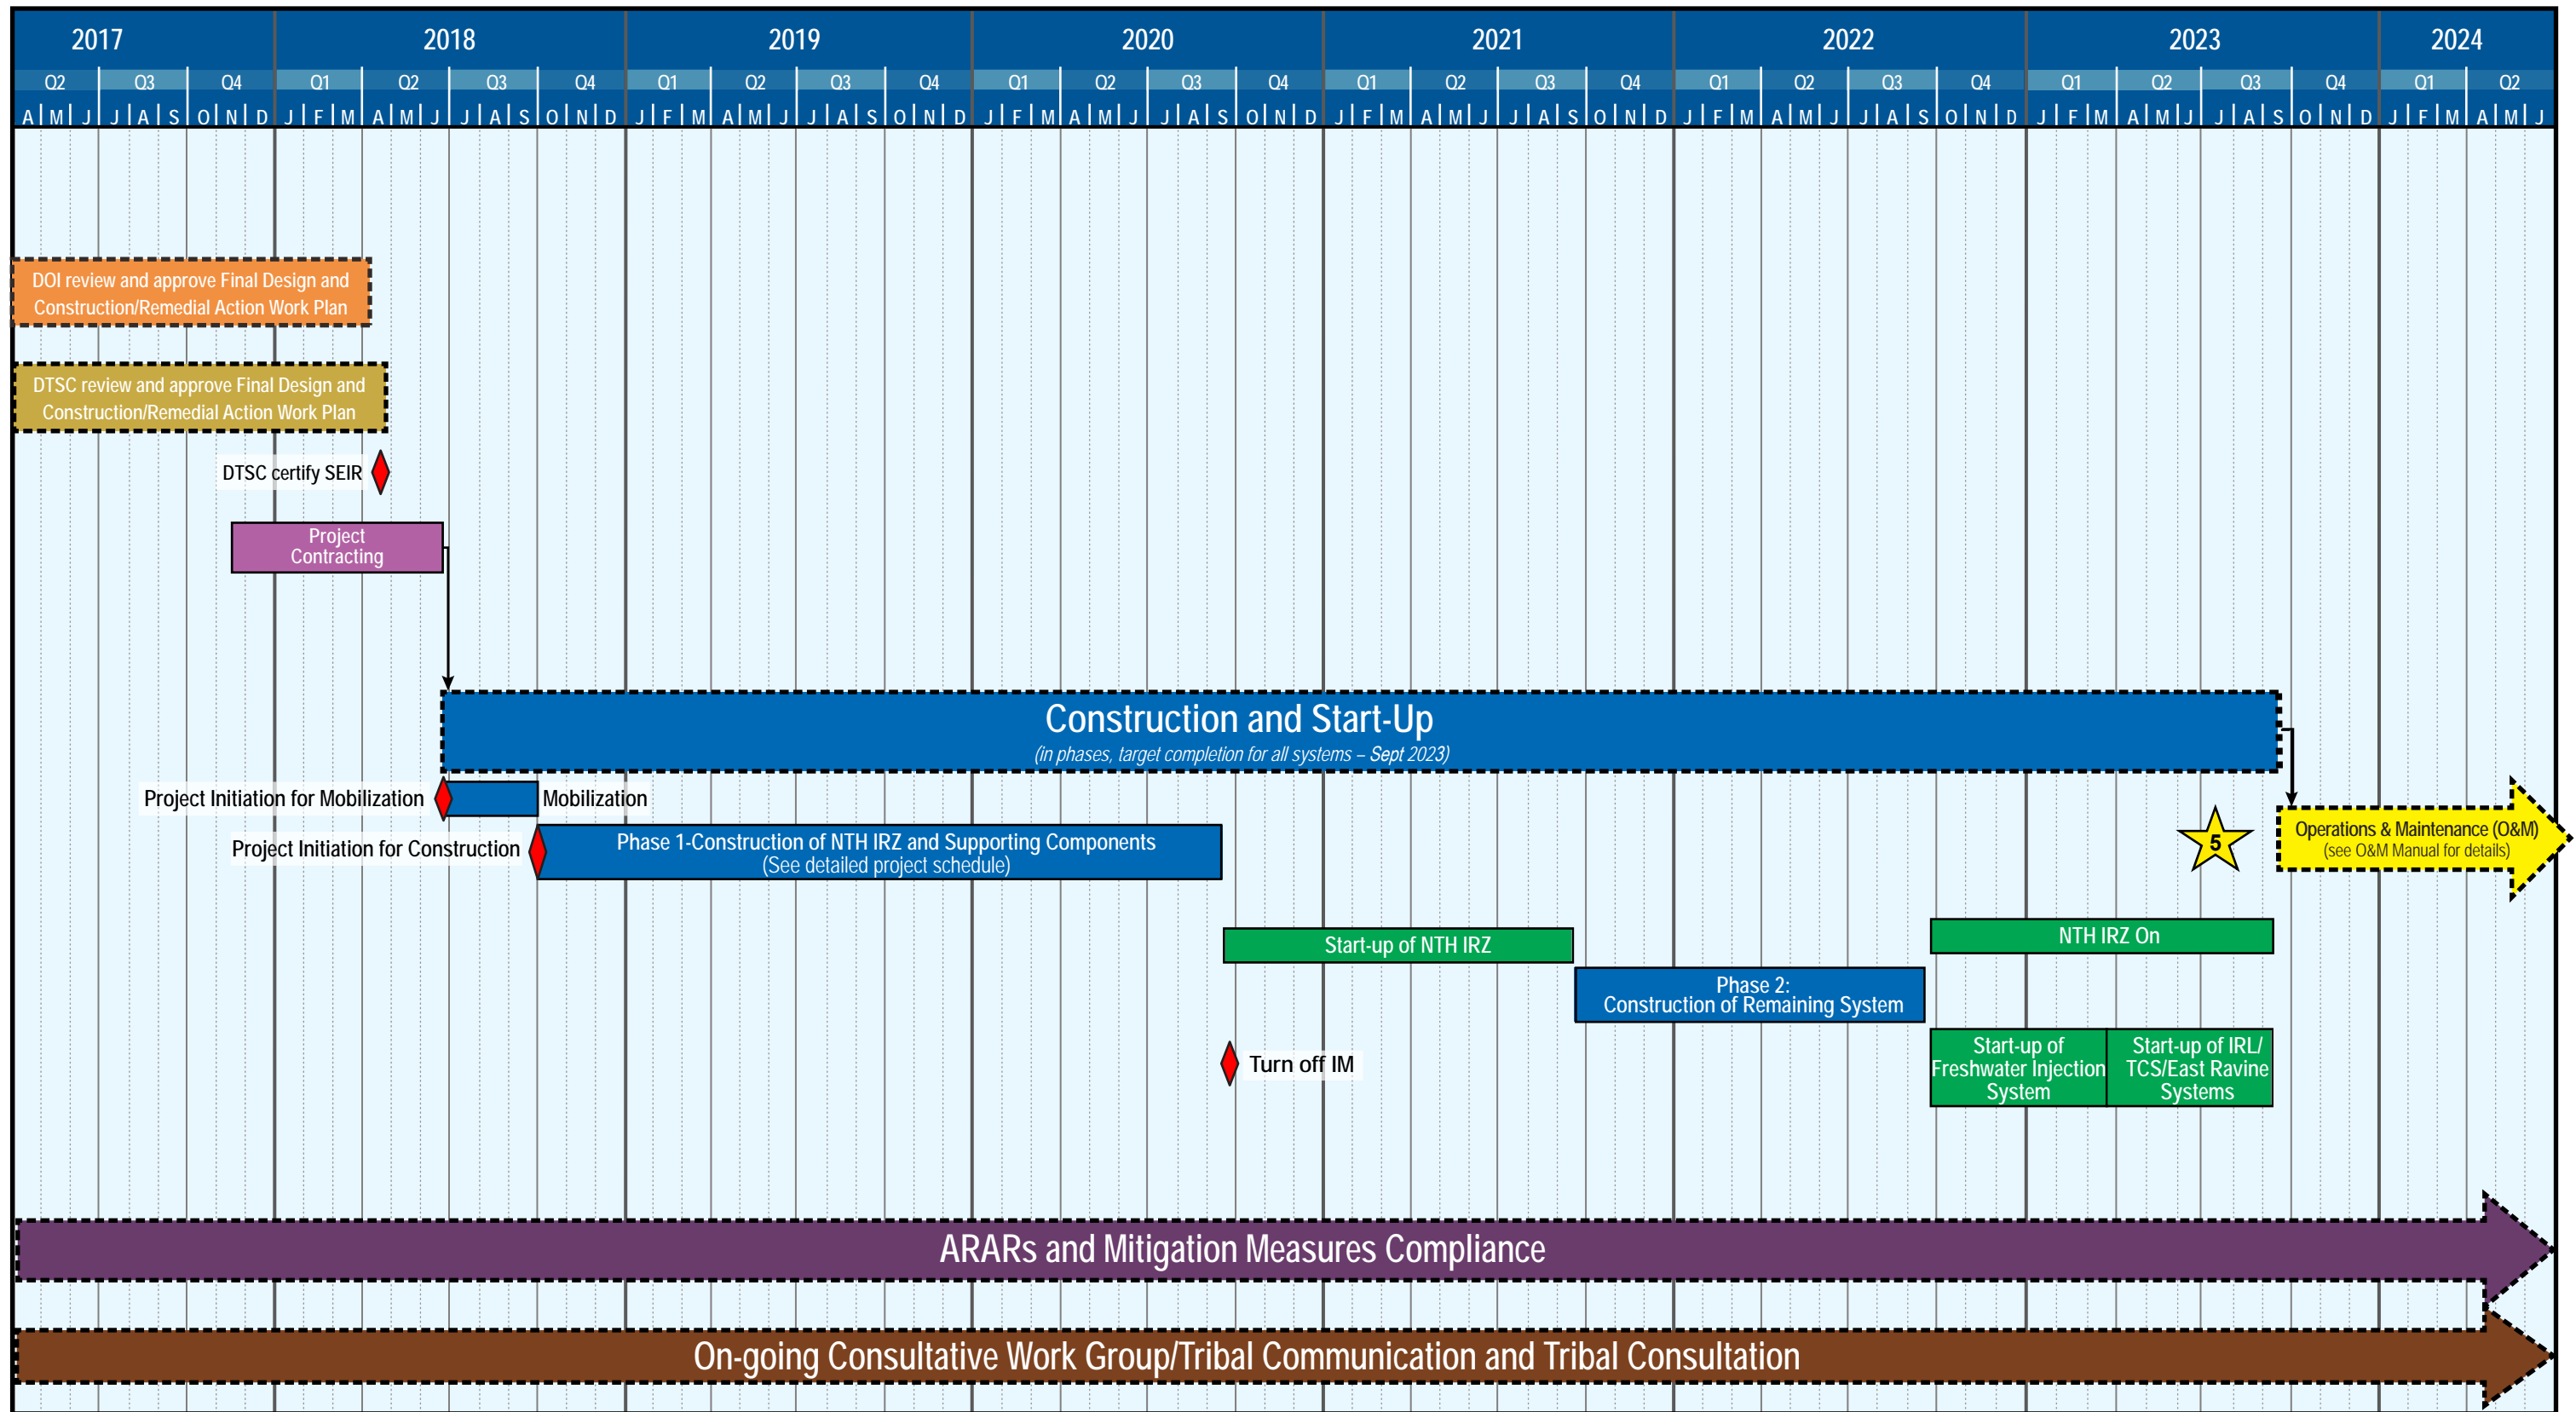 2017 2018 2019 2020 2021 2022 2023 2024
Q2 Q3 Q4 Q1 Q2 Q3 Q4 Q1 Q2 Q3 Q4 Q1 Q2 Q3 Q4 Q1 Q2 Q3 Q4 Q1 Q2 Q3 Q4 Q1 Q2 Q3 Q4 Q1 Q2
A M J J A S O N D J F M A M J J A S O N D J F M A M J J A S O N D J F M A M J J A S O N D J F M A M J J A S O N D J F M A M J J A S O N D J F M A M J J A S O N D J F M A M J
DOI review and approve Final Design and
Construction/Remedial Action Work Plan
DTSC review and approve Final Design and
Construction/Remedial Action Work Plan
DTSC certify SEIR
Project
Contracting
Construction and Start-Up
(in phases, target completion for all systems – Sept 2023)
Project Initiation for Mobilization
Mobilization
Project Initiation for Construction
Phase 1-Construction of NTH IRZ and Supporting Components
(See detailed project schedule)
5
Operations & Maintenance (O&M)
(see O&M Manual for details)
Start-up of NTH IRZ
NTH IRZ On
Phase 2:
Construction of Remaining System
Turn off IM
Start-up of
Freshwater Injection
System
Start-up of IRL/
TCS/East Ravine
Systems
ARARs and Mitigation Measures Compliance
On-going Consultative Work Group/Tribal Communication and Tribal Consultation